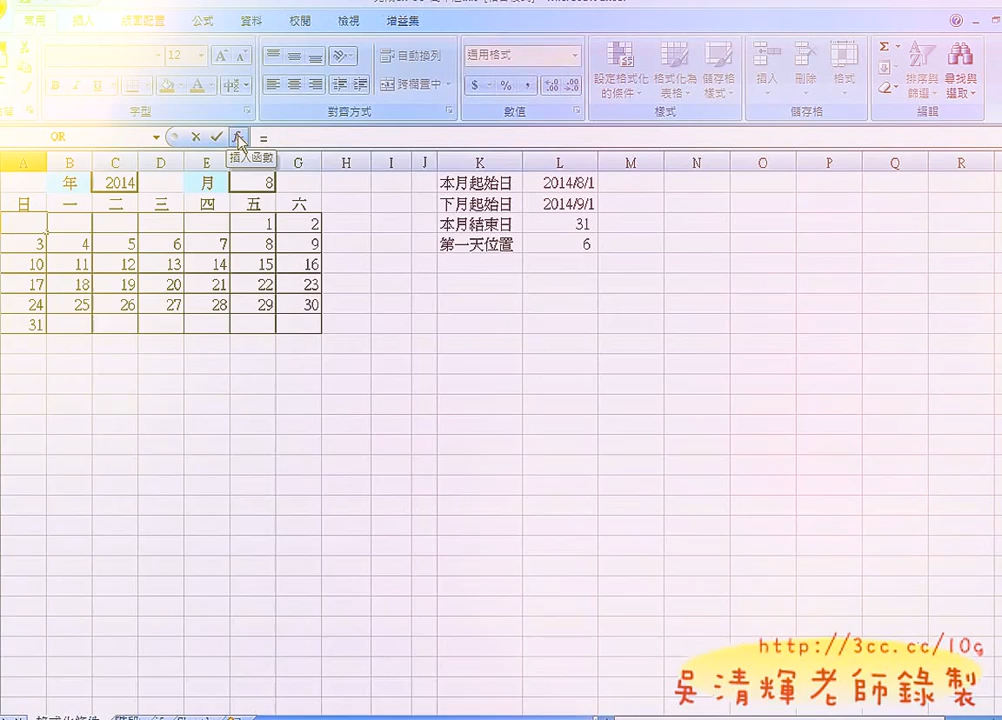 常用 插入 版面配置 公式 資料 校閱 檢視 增益集
12 A A 自動換列 通用格式 設定格式化的條件 格式化為表格 儲存格樣式 插入 刪除 格式 Σ 排序與篩選 尋找與選取
B I U A 跨欄置中 $ % ,
字型 對齊方式 數值 樣式 儲存格 編輯
OR =
插入函數
A B C D E G H I J K L M N O P Q R
年 2014 月 8 本月起始日 2014/8/1
日 一 二 三 四 五 六 下月起始日 2014/9/1
1 2 本月結束日 31
3 4 5 6 7 8 9 第一天位置 6
10 11 12 13 14 15 16
17 18 19 20 21 22 23
24 25 26 27 28 29 30
31
http://3cc.cc/10g
吳清輝老師錄製